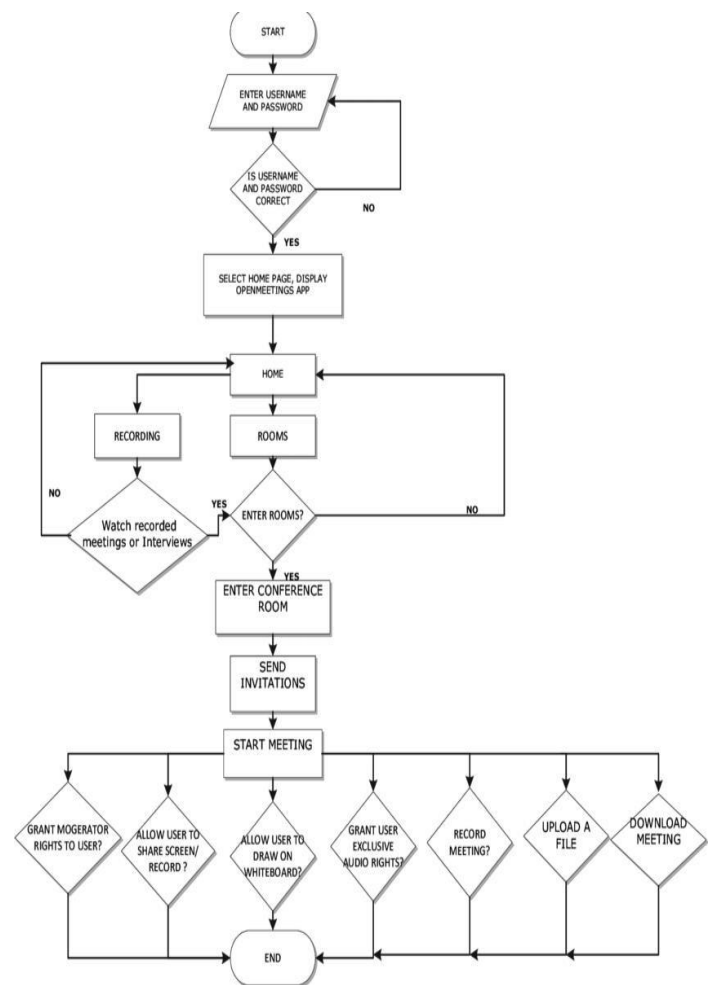 START
ENTER USERNAME
AND PASSWORD
IS USERNAME
AND PASSWORD
CORRECT
NO
YES
SELECT HOME PAGE, DISPLAY
OPENMEETINGS APP
HOME
RECORDING
ROOMS
NO
Watch recorded
meetings or Interviews
YES
ENTER ROOMS?
NO
YES
ENTER CONFERENCE
ROOM
SEND
INVITATIONS
START MEETING
GRANT MOGERATOR
RIGHTS TO USER?
ALLOW USER TO
SHARE SCREEN/
RECORD ?
ALLOW USER TO
DRAW ON
WHITEBOARD?
GRANT USER
EXCLUSIVE
AUDIO RIGHTS?
RECORD
MEETING?
UPLOAD A
FILE
DOWNLOAD
MEETING
END